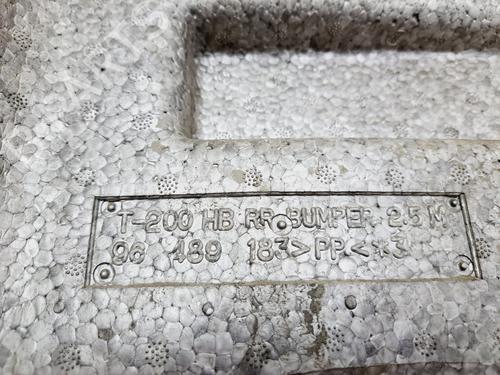 T-200 HB RR BUMPER 2.5 M
96 489 183 >PP< *3